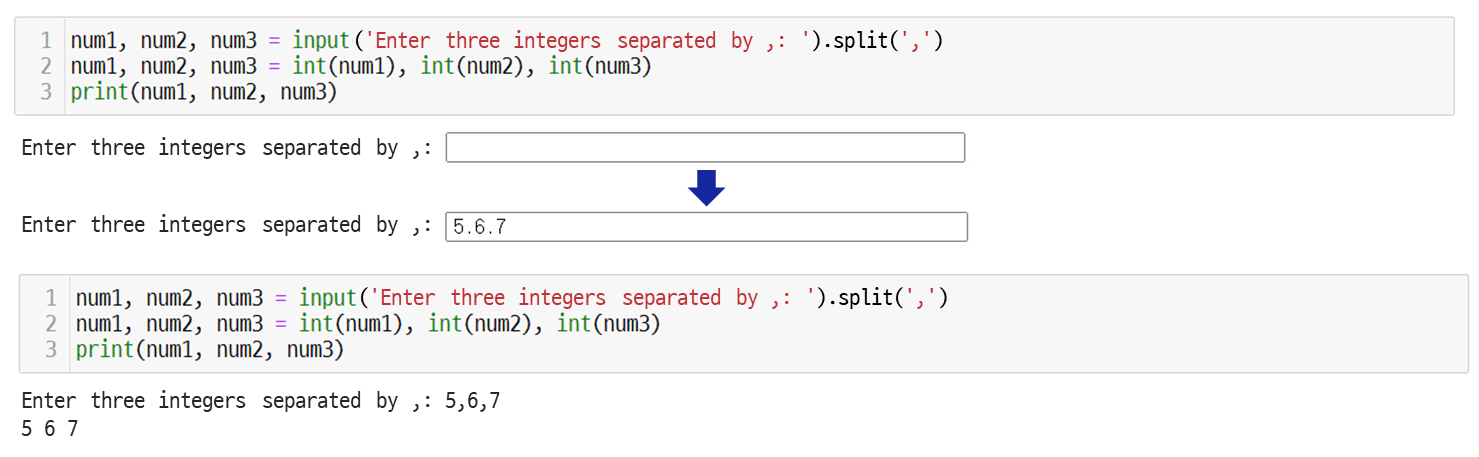 1 num1, num2, num3 = input('Enter three integers separated by ,: ').split(',')
2 num1, num2, num3 = int(num1), int(num2), int(num3)
3 print(num1, num2, num3)
Enter three integers separated by ,:
Enter three integers separated by ,: 5.6.7
1 num1, num2, num3 = input('Enter three integers separated by ,: ').split(',')
2 num1, num2, num3 = int(num1), int(num2), int(num3)
3 print(num1, num2, num3)
Enter three integers separated by ,: 5,6,7
5 6 7